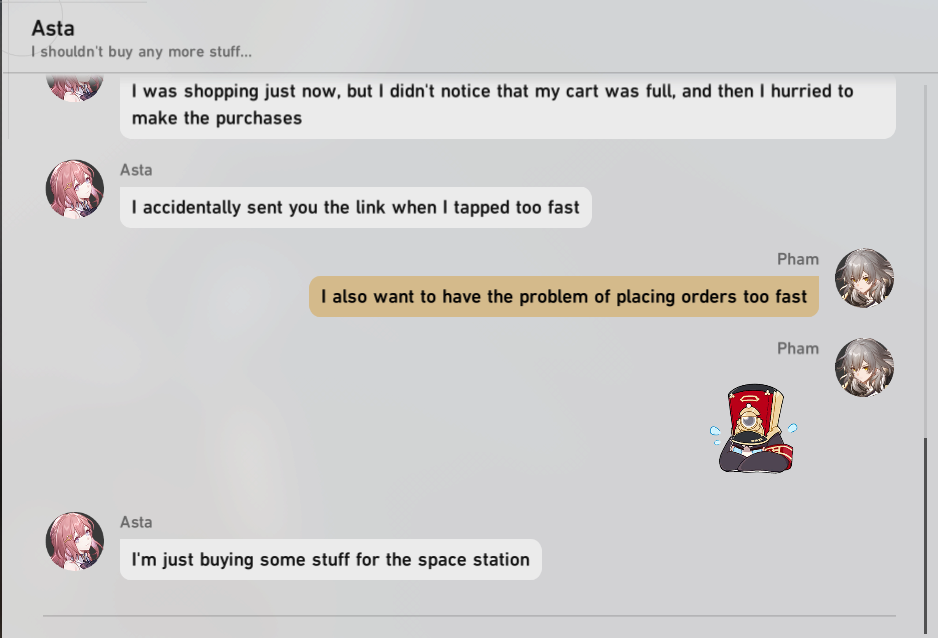 Asta
I shouldn't buy any more stuff...
I was shopping just now, but I didn't notice that my cart was full, and then I hurried to
make the purchases
Asta
I accidentally sent you the link when I tapped too fast
Pham
I also want to have the problem of placing orders too fast
Pham
Asta
I'm just buying some stuff for the space station